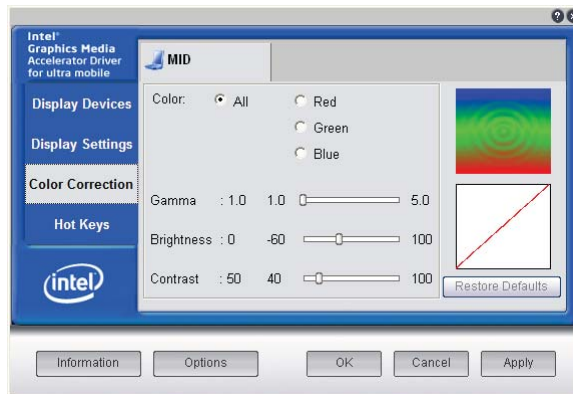 Intel®
Graphics Media
Accelerator Driver
for ultra mobile
MID
Display Devices
Display Settings
Color Correction
Hot Keys
intel
Color: All Red
Green
Blue
Gamma : 1.0 1.0 5.0
Brightness : 0 -60 100
Contrast : 50 40 100
Restore Defaults
Information Options OK Cancel Apply